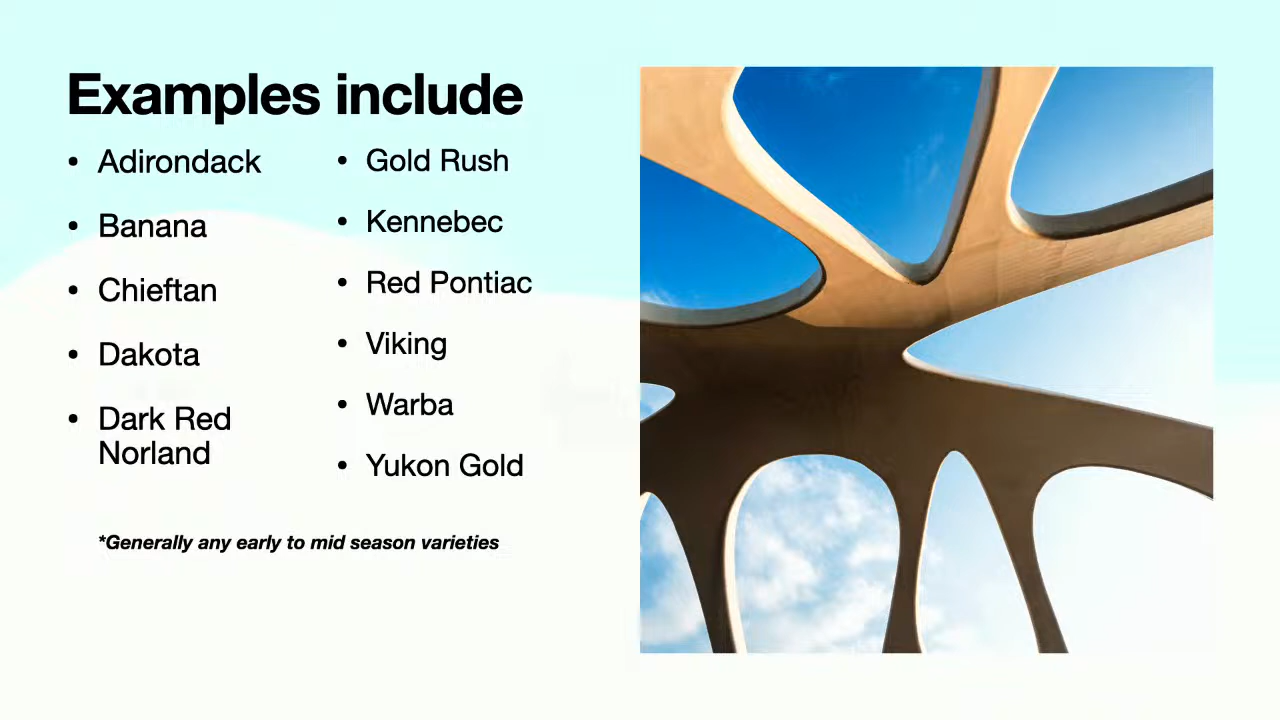 Examples include
• Adirondack
• Banana
• Chieftan
• Dakota
• Dark Red
Norland
• Gold Rush
• Kennebec
• Red Pontiac
• Viking
• Warba
• Yukon Gold
*Generally any early to mid season varieties